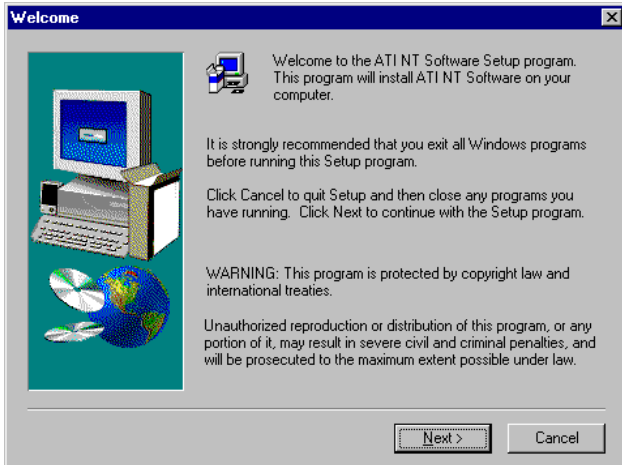 Welcome
Welcome to the ATI NT Software Setup program.
This program will install ATI NT Software on your
computer.
It is strongly recommended that you exit all Windows programs
before running this Setup program.
Click Cancel to quit Setup and then close any programs you
have running. Click Next to continue with the Setup program.
WARNING: This program is protected by copyright law and
international treaties.
Unauthorized reproduction or distribution of this program, or any
portion of it, may result in severe civil and criminal penalties, and
will be prosecuted to the maximum extent possible under law.
Next >
Cancel